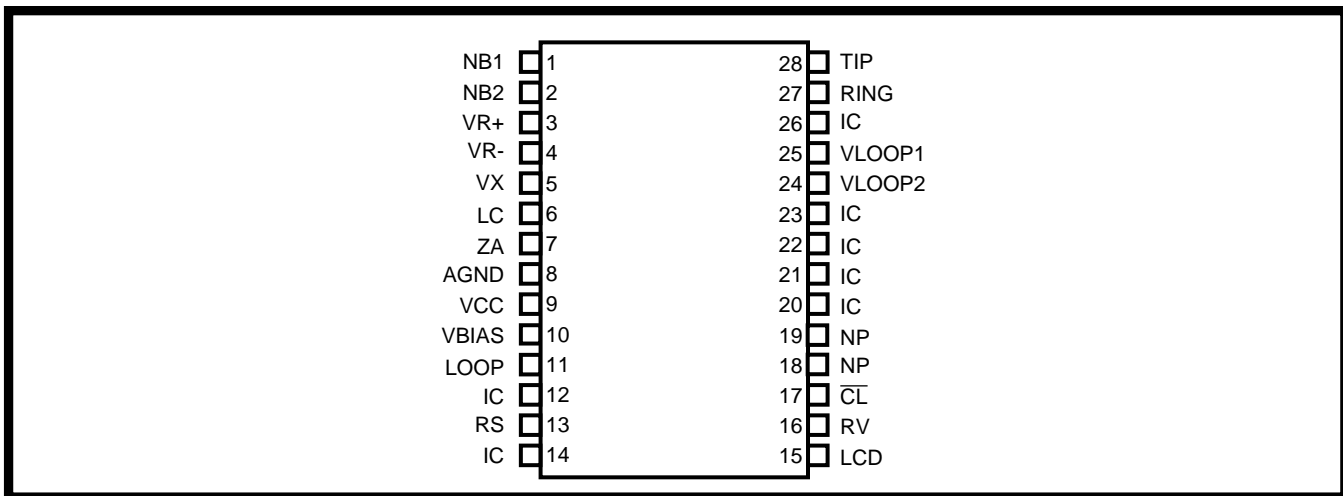 NB1 1 28 TIP
NB2 2 27 RING
VR+ 3 26 IC
VR- 4 25 VLOOP1
VX 5 24 VLOOP2
LC 6 23 IC
ZA 7 22 IC
AGND 8 21 IC
VCC 9 20 IC
VBIAS 10 19 NP
LOOP 11 18 NP
IC 12 17 C̅L̅
RS 13 16 RV
IC 14 15 LCD